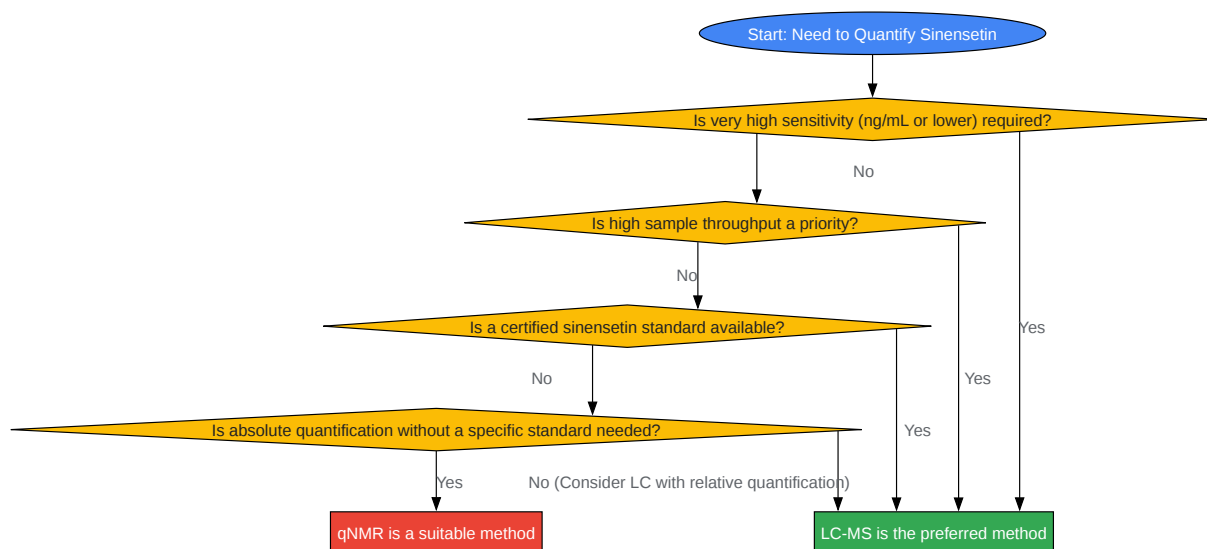 Start: Need to Quantify Sinensetin
Is very high sensitivity (ng/mL or lower) required?
No
Is high sample throughput a priority?
No
Is a certified sinensetin standard available?
Yes
No
Yes
Is absolute quantification without a specific standard needed?
Yes
Yes
No (Consider LC with relative quantification)
qNMR is a suitable method
LC-MS is the preferred method